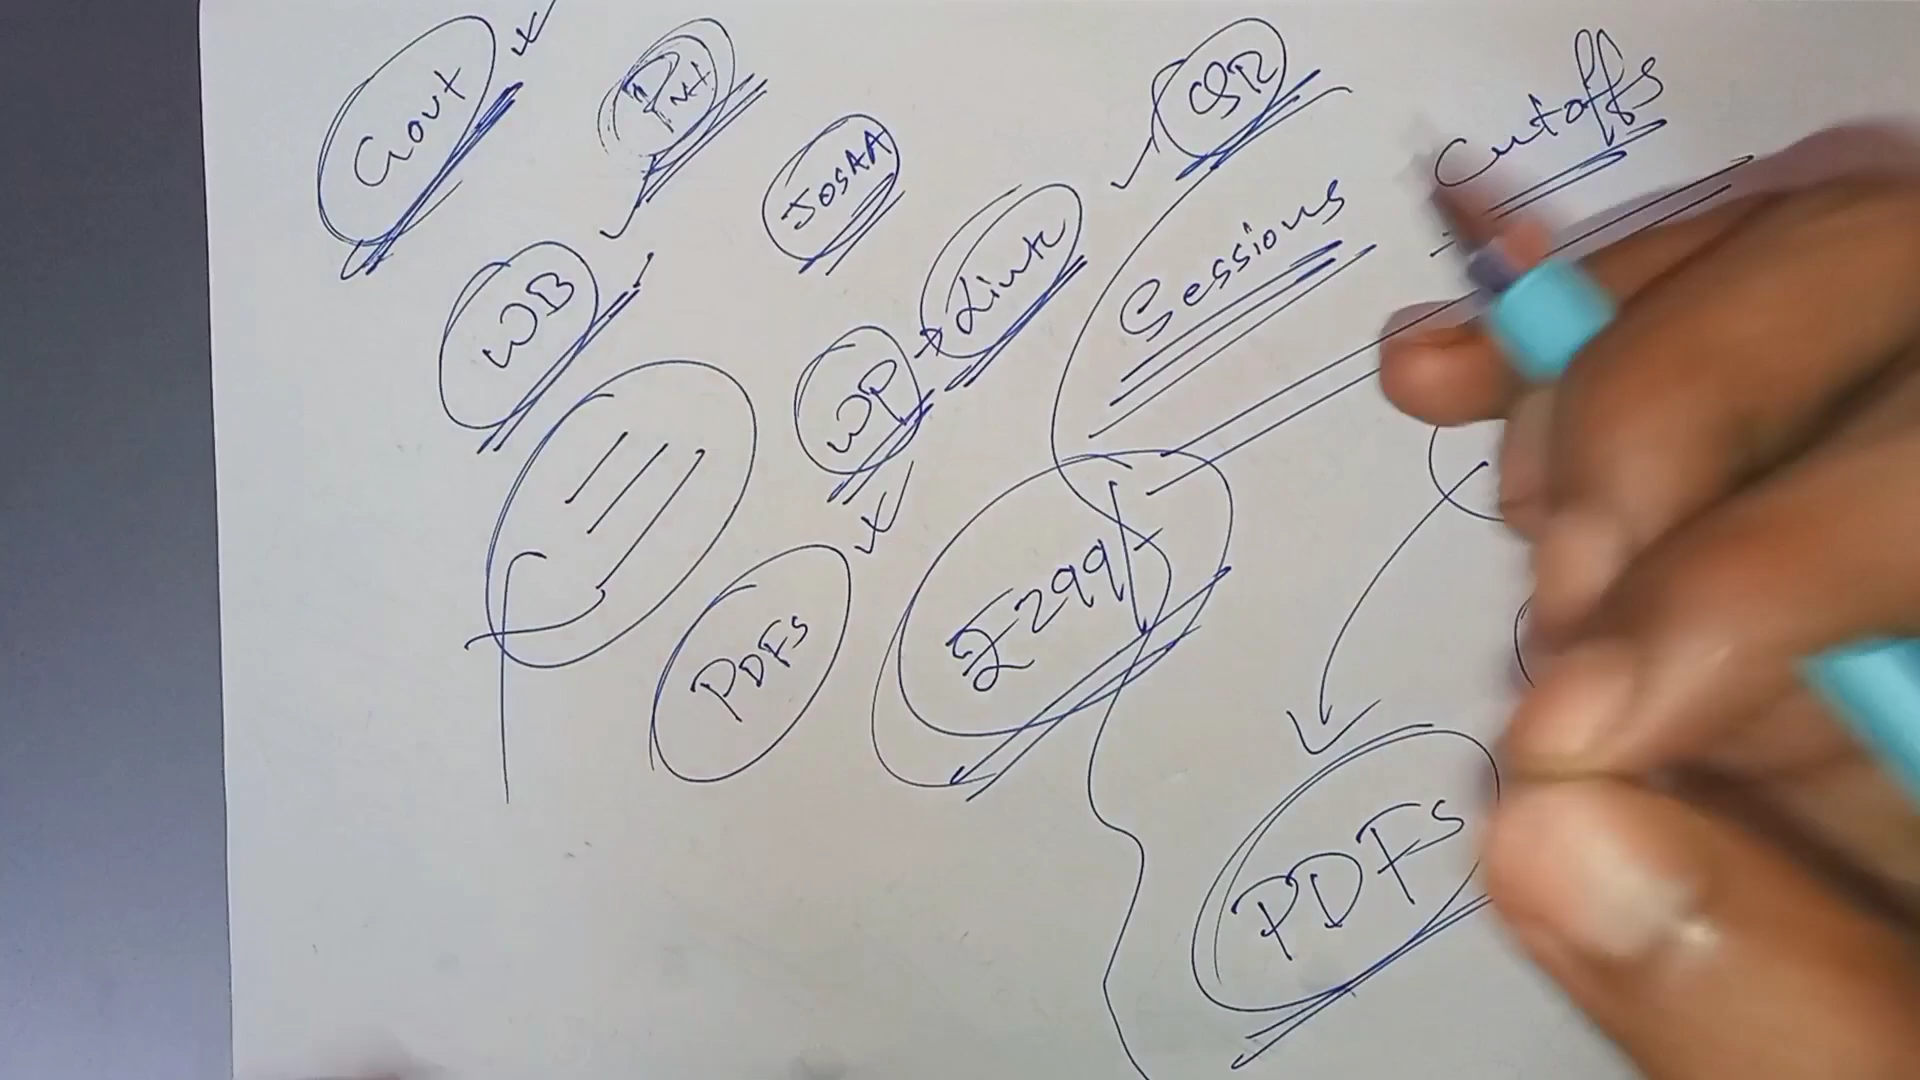 Govt
Pvt
JOSAA
CSR
Cutoffs
WB
WP → Link
Sessions
PDFs
₹299/-
PDFs